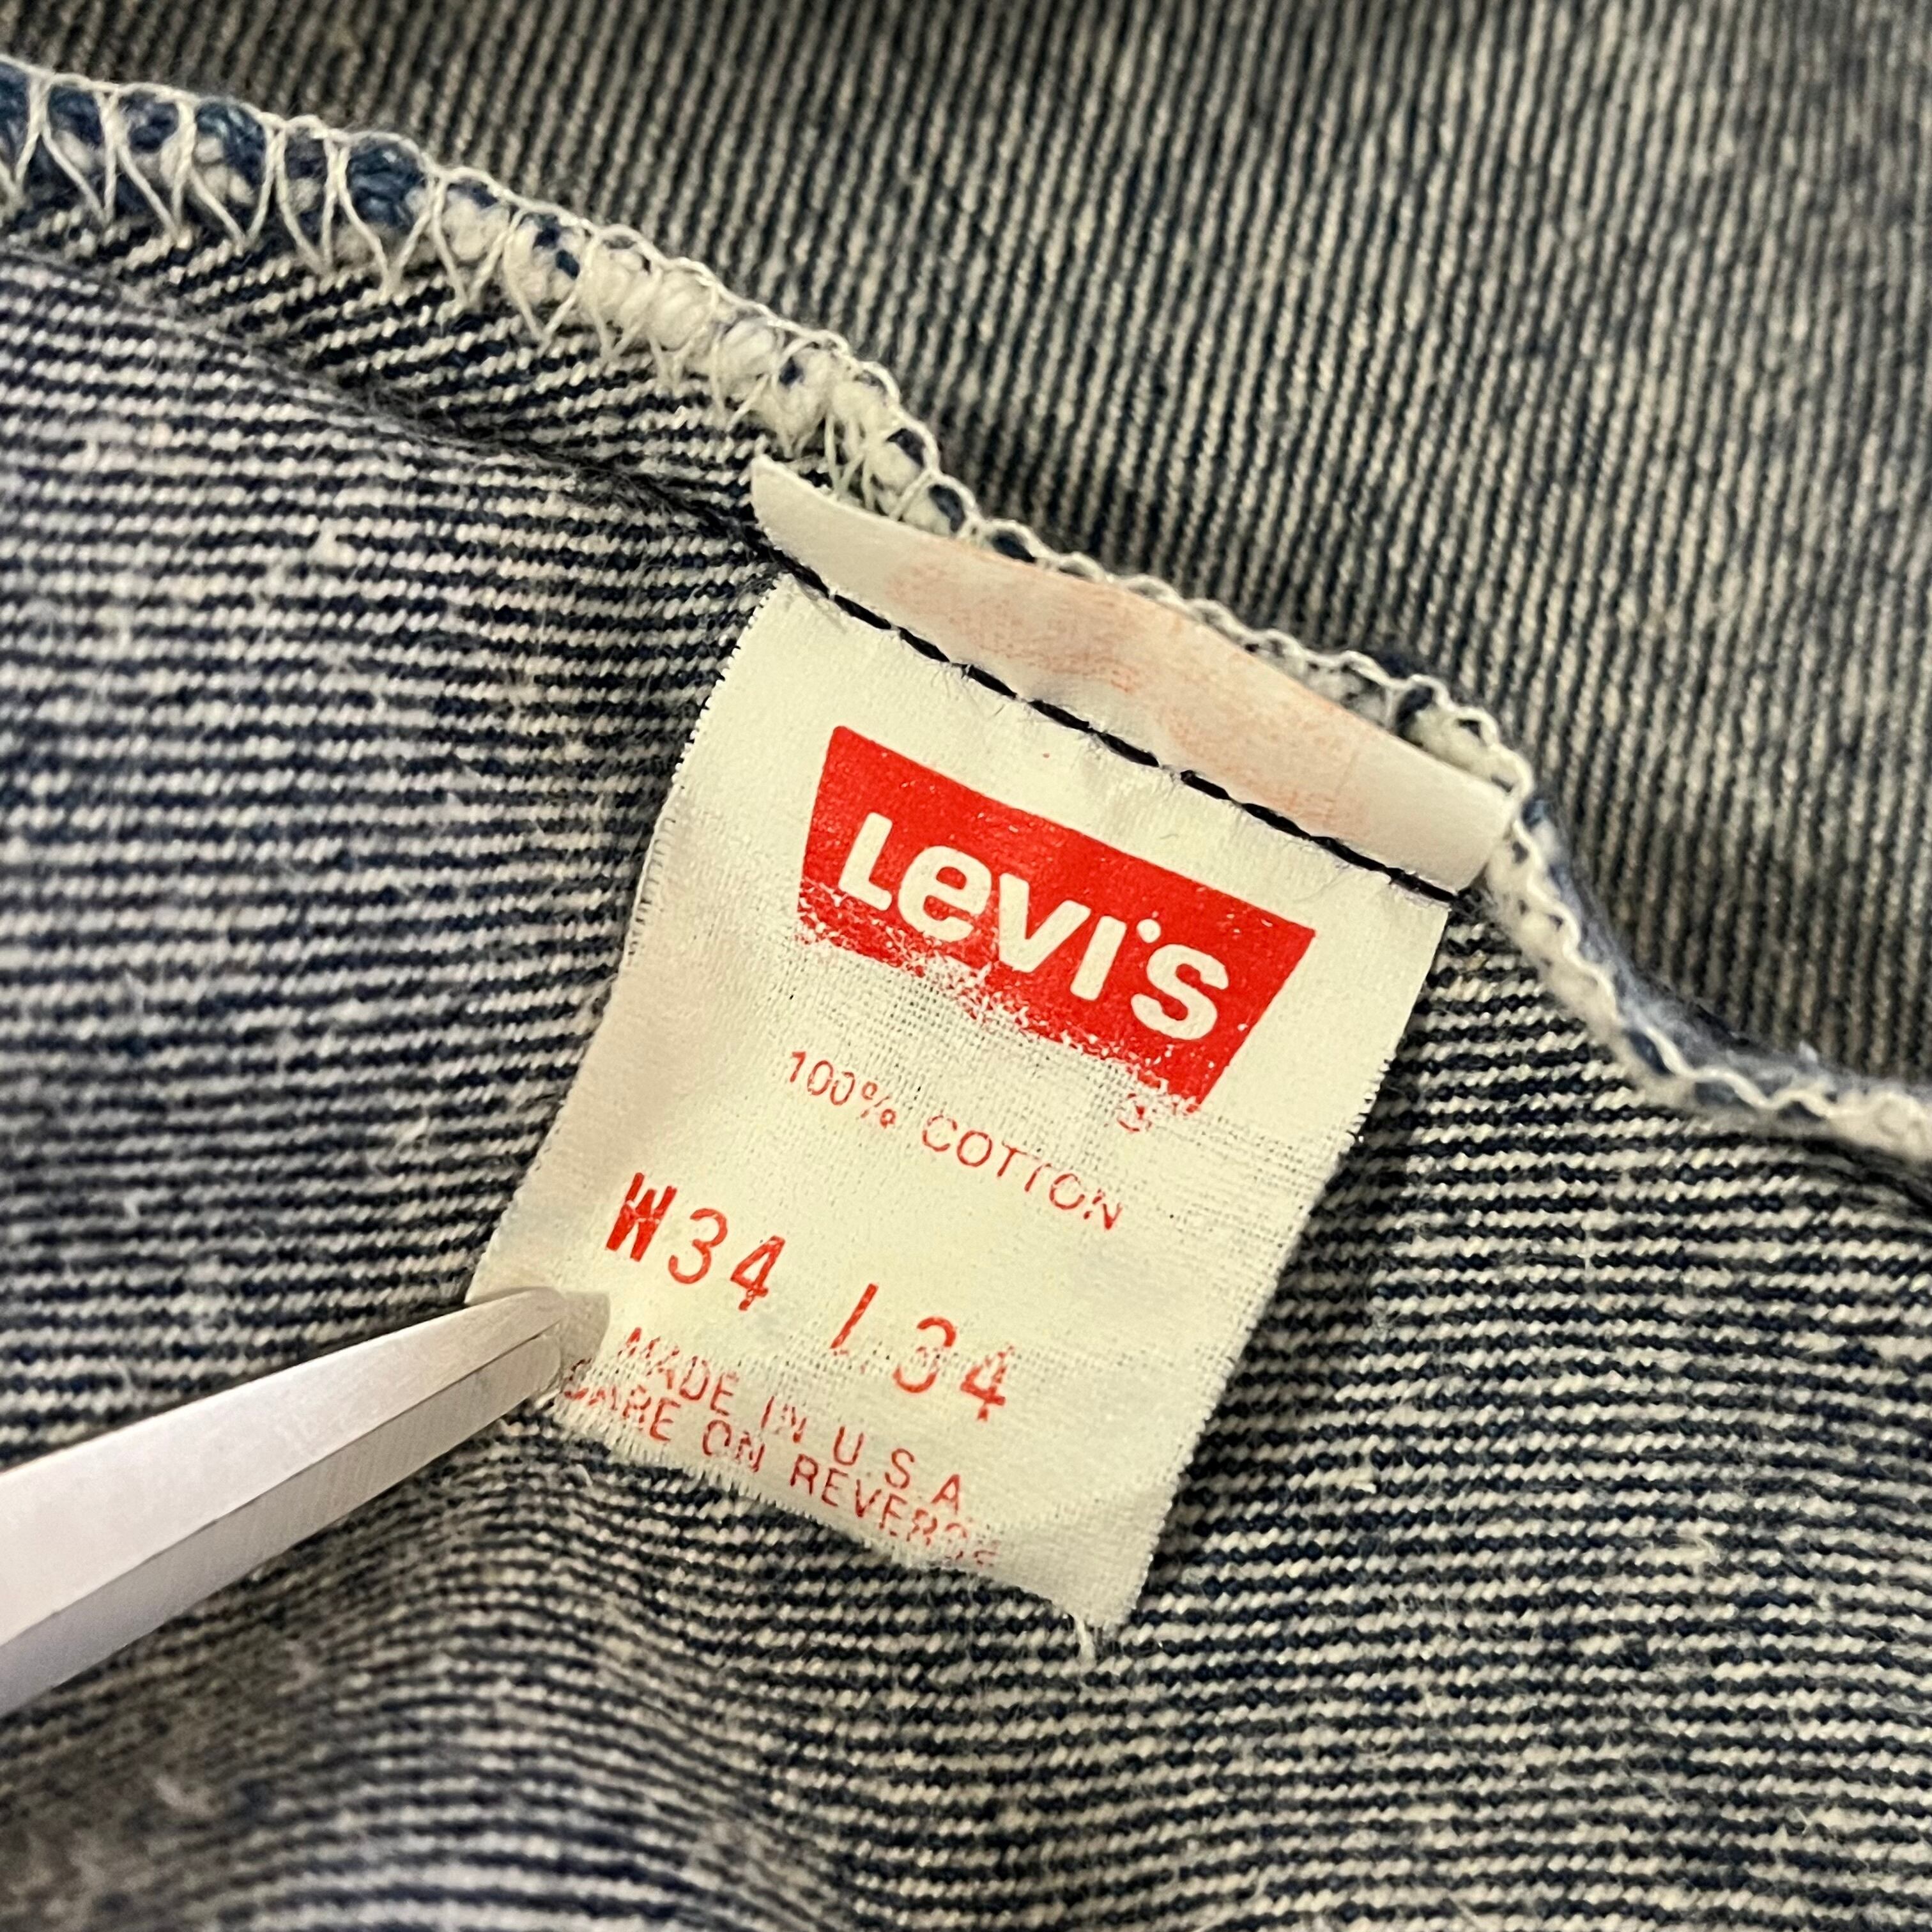 Levi's
100% COTTON
W34 L34
MADE IN U.S.A
CARE ON REVERSE